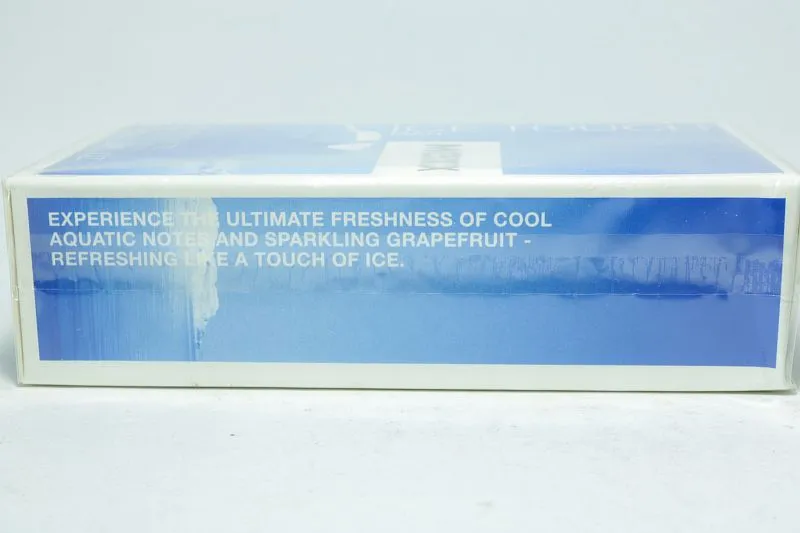 EXPERIENCE THE ULTIMATE FRESHNESS OF COOL
AQUATIC NOTES AND SPARKLING GRAPEFRUIT -
REFRESHING LIKE A TOUCH OF ICE.